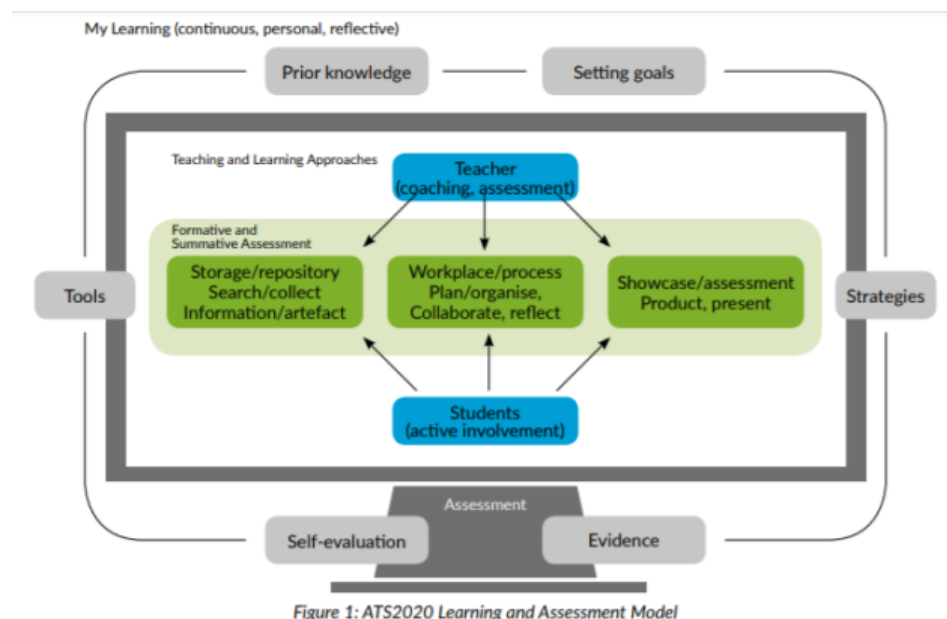 My Learning (continuous, personal, reflective)
Prior knowledge
Setting goals
Teaching and Learning Approaches
Teacher
(coaching, assessment)
Formative and
Summative Assessment
Storage/repository
Search/collect
Information/artefact
Workplace/process
Plan/organise,
Collaborate, reflect
Showcase/assessment
Product, present
Tools
Strategies
Students
(active involvement)
Assessment
Self-evaluation
Evidence
Figure 1: ATS2020 Learning and Assessment Model